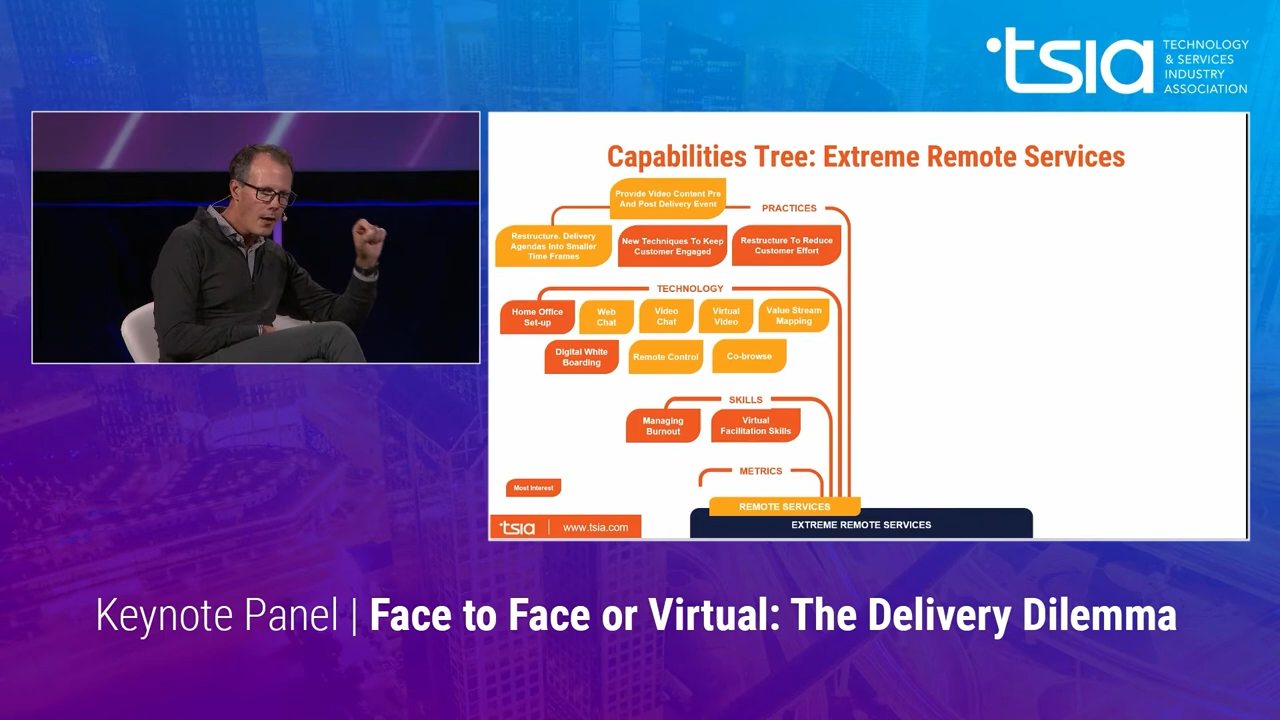 tsia
TECHNOLOGY
& SERVICES
INDUSTRY
ASSOCIATION
Capabilities Tree: Extreme Remote Services
Provide Video Content Pre
And Post Delivery Event
PRACTICES
Restructure. Delivery
Agendas Into Smaller
Time Frames
New Techniques To Keep
Customer Engaged
Restructure To Reduce
Customer Effort
TECHNOLOGY
Home Office
Set-up
Web
Chat
Video
Chat
Virtual
Video
Value Stream
Mapping
Digital White
Boarding
Remote Control
Co-browse
SKILLS
Managing
Burnout
Virtual
Facilitation Skills
METRICS
Most Interest
REMOTE SERVICES
EXTREME REMOTE SERVICES
tsia | www.tsia.com
Keynote Panel | Face to Face or Virtual: The Delivery Dilemma